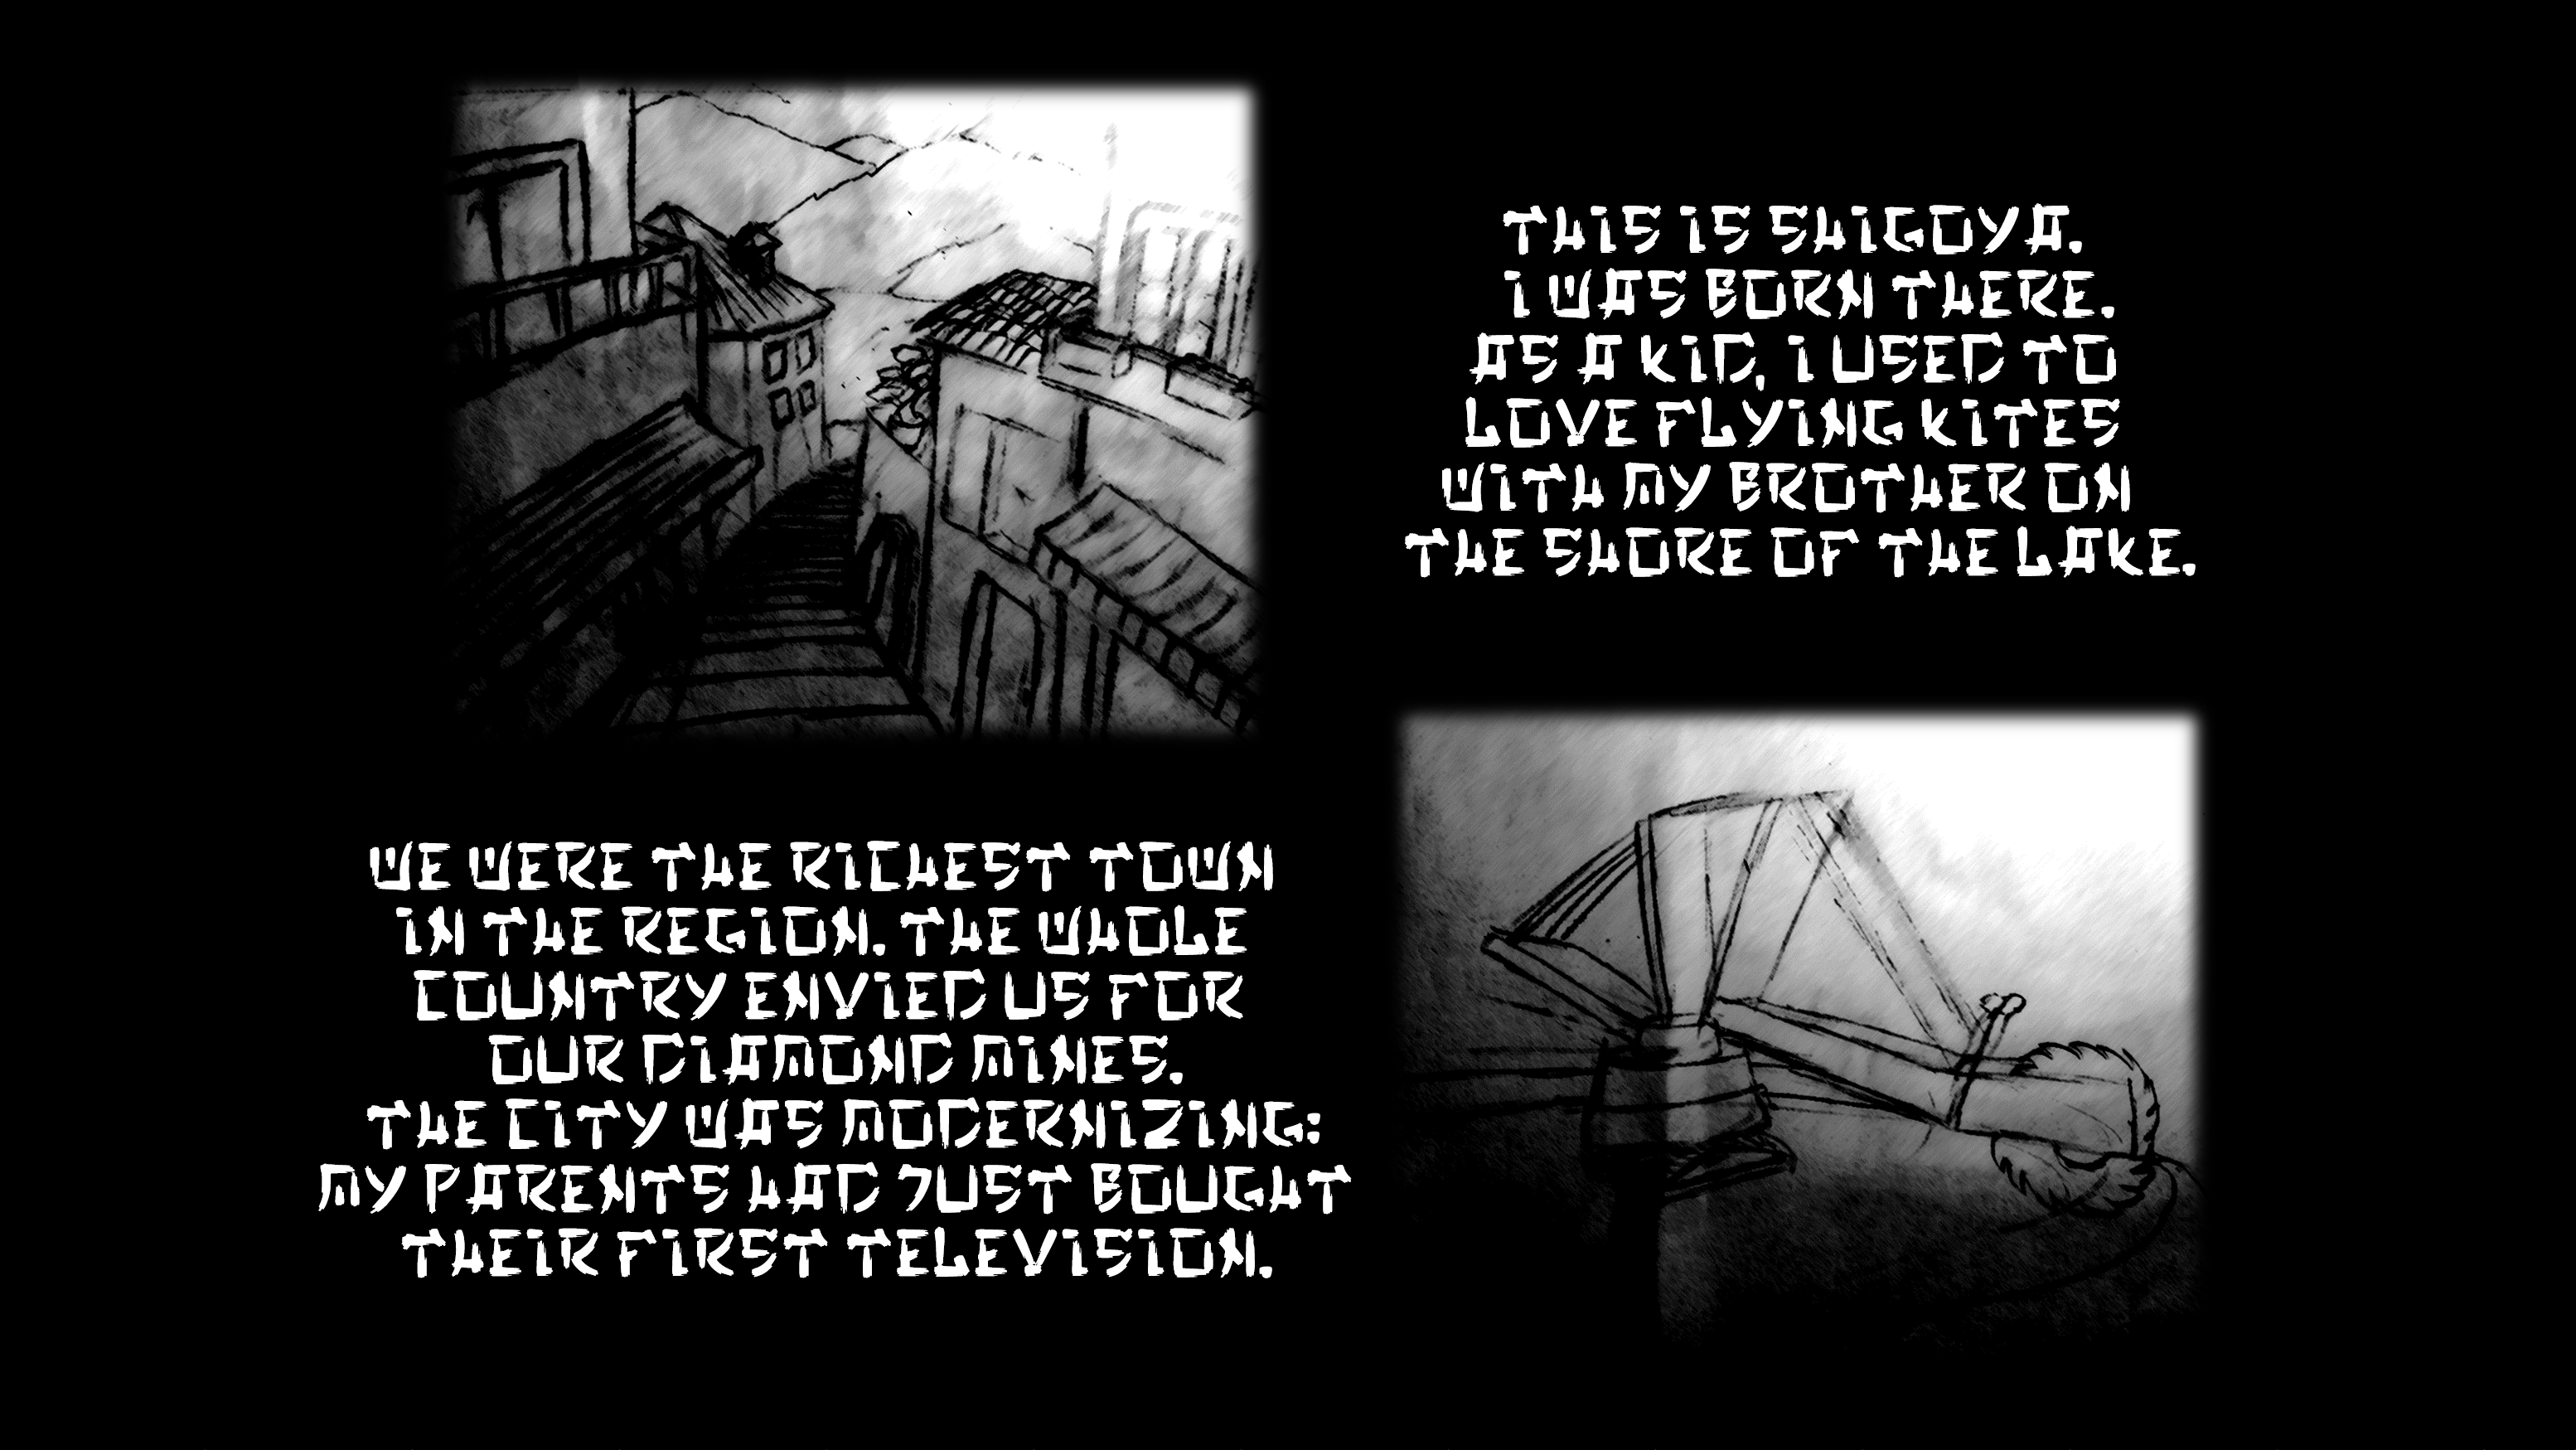 THIS IS SHIGOYA.
I WAS BORN THERE.
AS A KID, I USED TO
LOVE FLYING KITES
WITH MY BROTHER ON
THE SHORE OF THE LAKE.
WE WERE THE RICHEST TOWN
IN THE REGION. THE WHOLE
COUNTRY ENVIED US FOR
OUR DIAMOND MINES.
THE CITY WAS MODERNIZING:
MY PARENTS HAD JUST BOUGHT
THEIR FIRST TELEVISION.